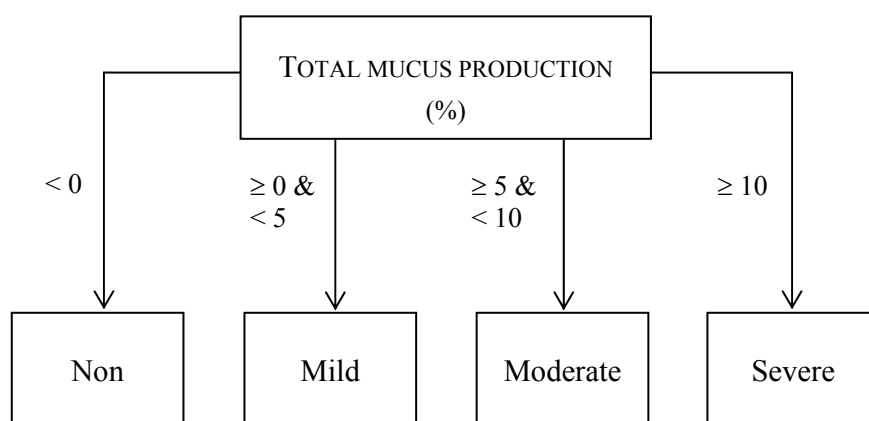 TOTAL MUCUS PRODUCTION
(%)
< 0
≥ 0 &
< 5
≥ 5 &
< 10
≥ 10
Non
Mild
Moderate
Severe